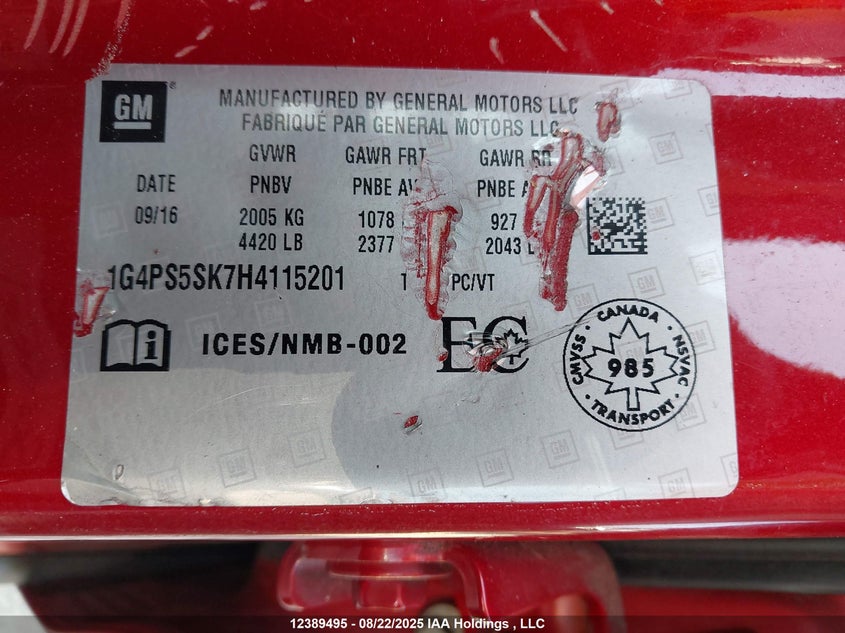 GM
MANUFACTURED BY GENERAL MOTORS LLC
FABRIQUÉ PAR GENERAL MOTORS LLC
GVWR GAWR FRT GAWR RR
DATE PNBV PNBE AV PNBE
09/16 2005 KG 1078 927
4420 LB 2377 2043
1G4PS5SK7H4115201 PC/VT
ICES/NMB-002 EC
CANADA
CMVSS 985 NSVAC
TRANSPORT
12389495 - 08/22/2025 IAA Holdings , LLC